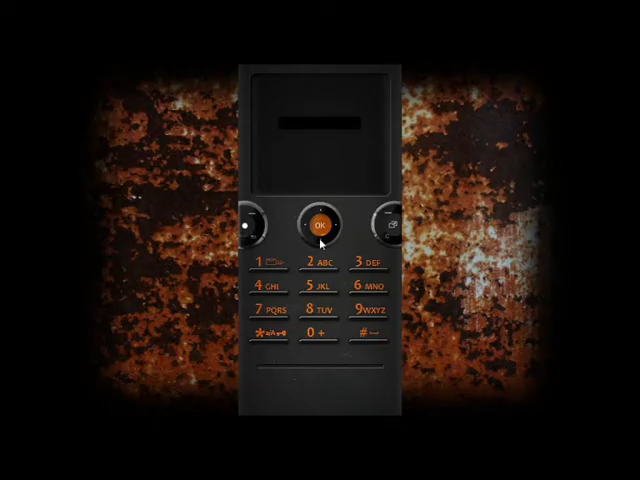 OK
1 2 ABC 3 DEF
4 GHI 5 JKL 6 MNO
7 PQRS 8 TUV 9 WXYZ
* 0 + #